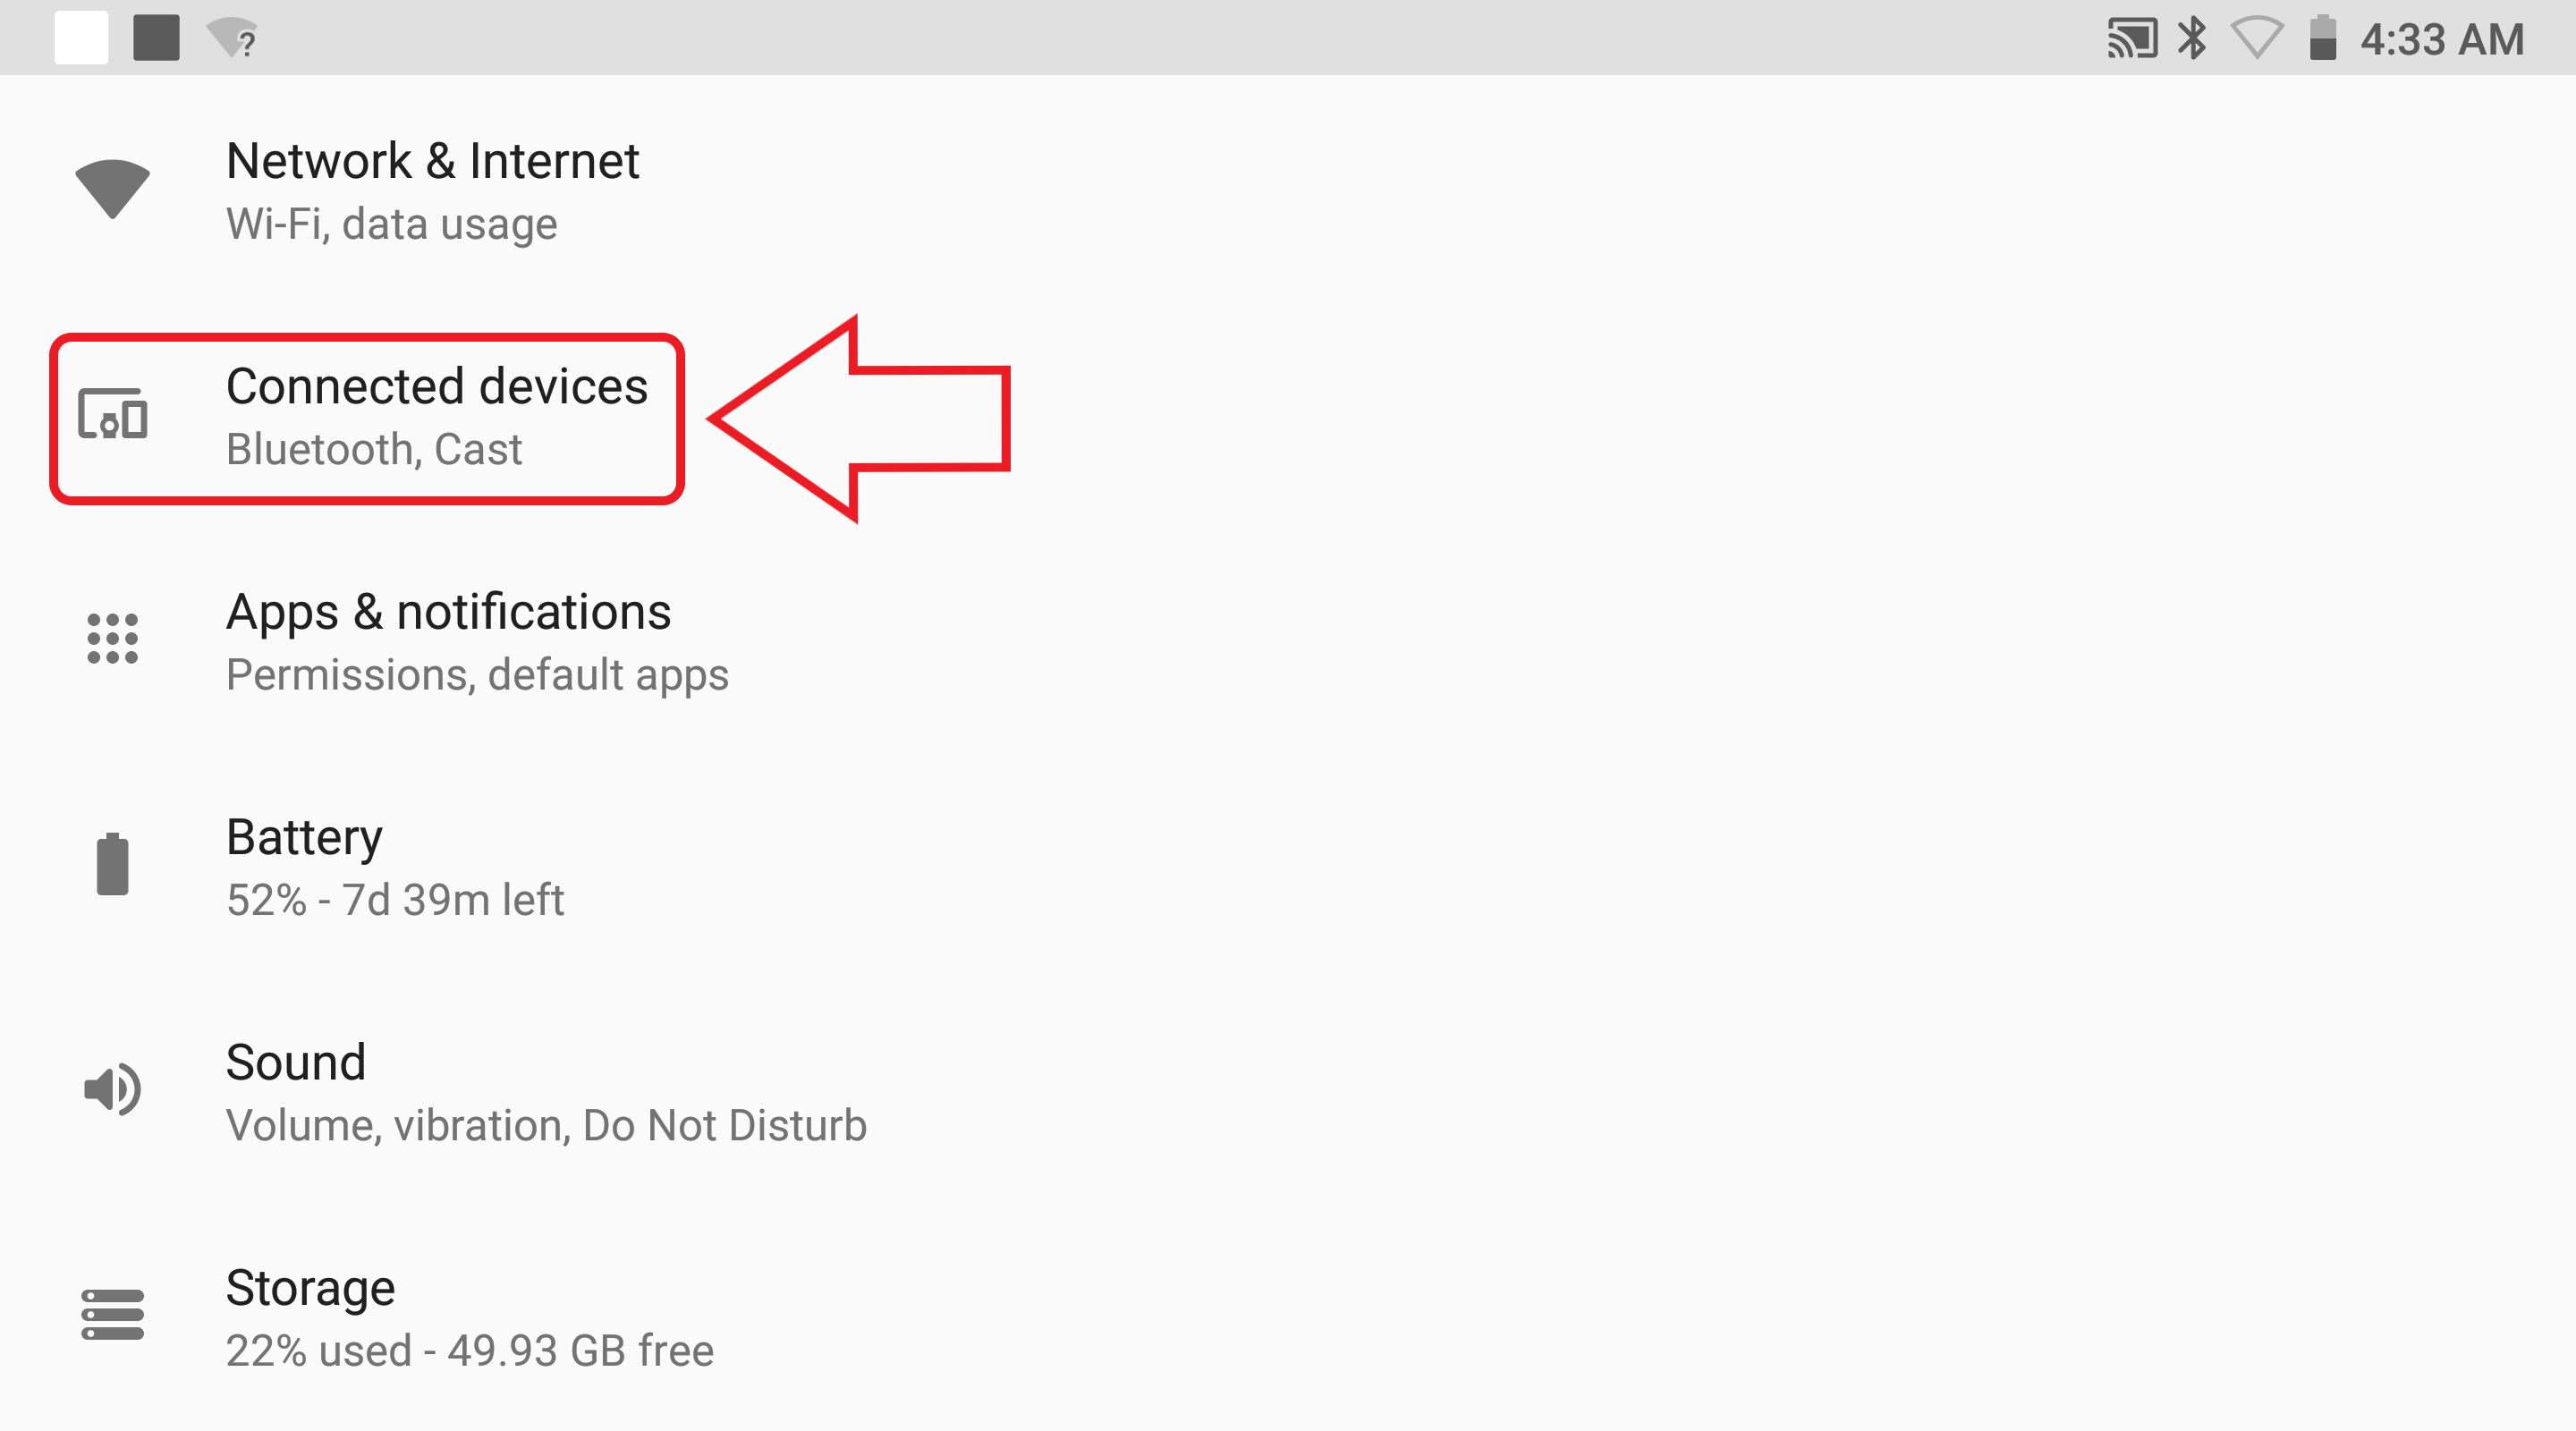 4:33 AM
Network & Internet
Wi-Fi, data usage
Connected devices
Bluetooth, Cast
Apps & notifications
Permissions, default apps
Battery
52% - 7d 39m left
Sound
Volume, vibration, Do Not Disturb
Storage
22% used - 49.93 GB free